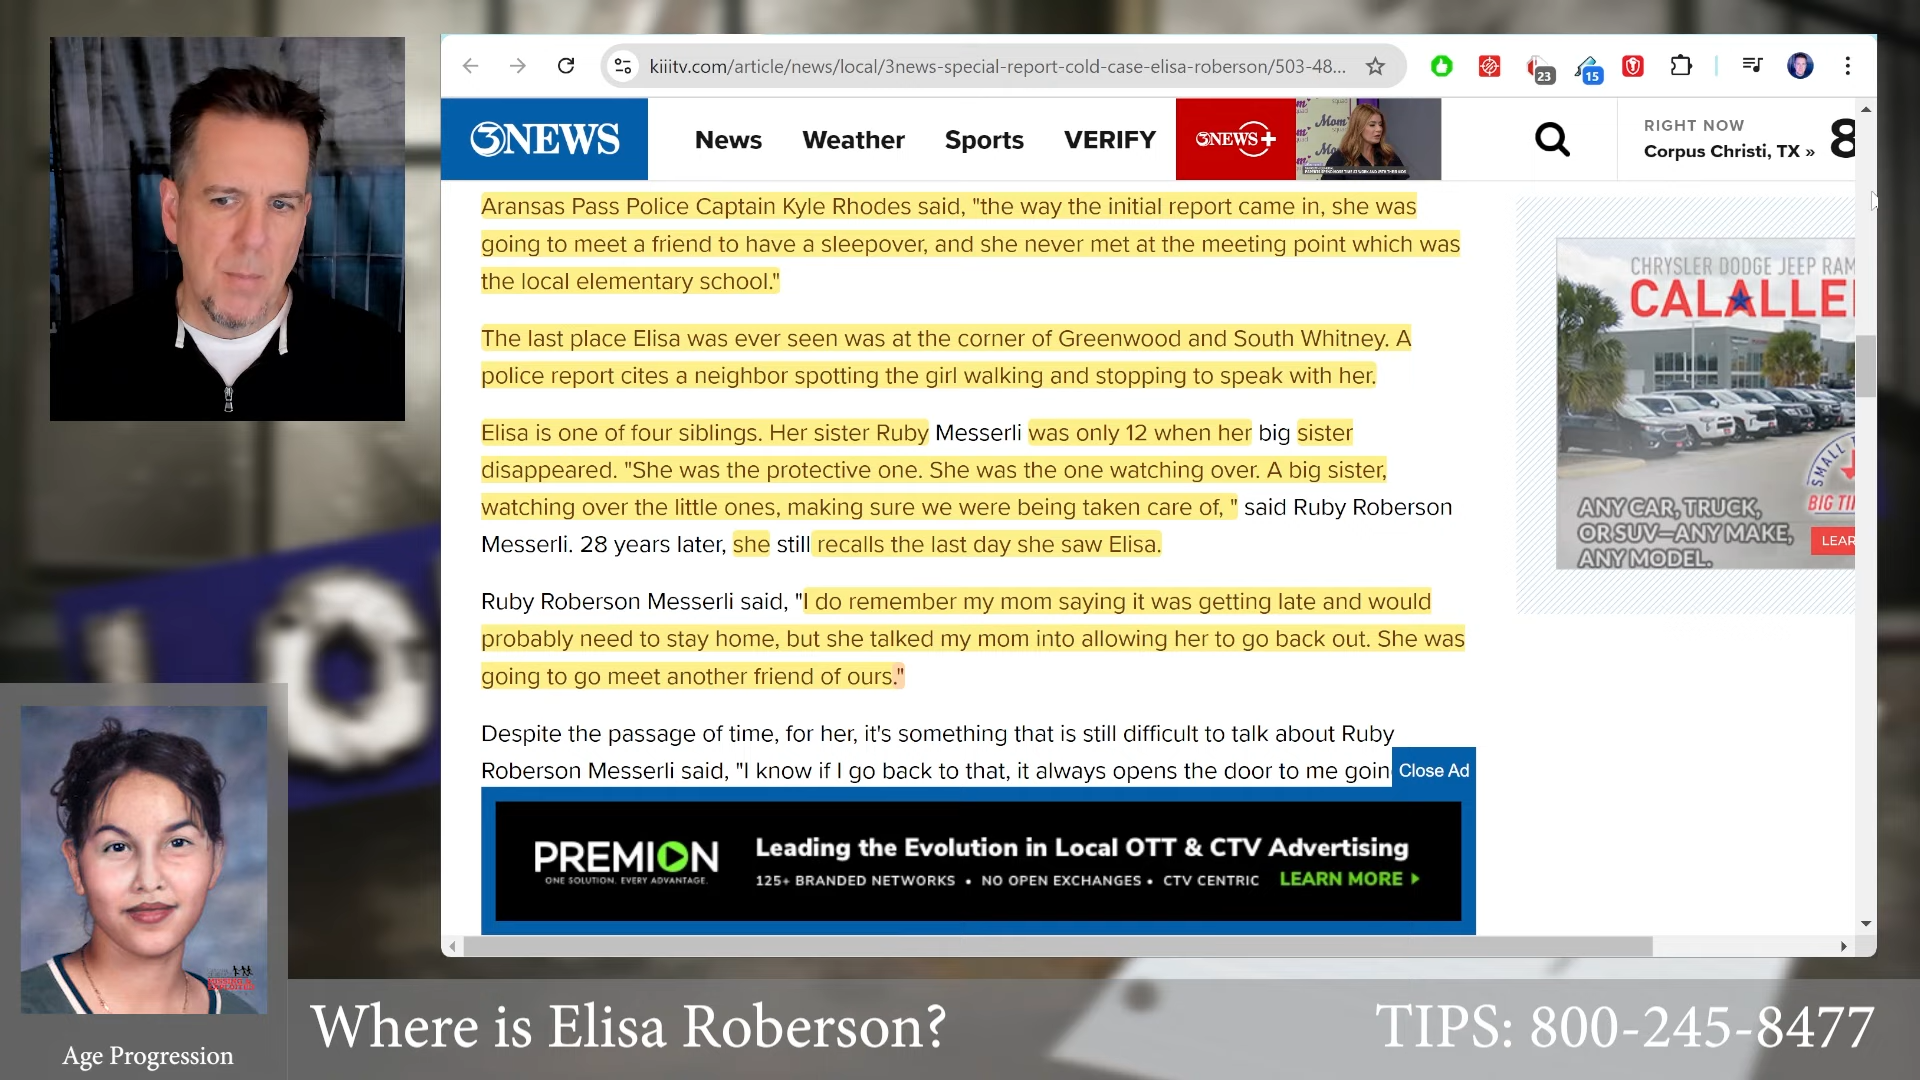 kiiitv.com/article/news/local/3news-special-report-cold-case-elisa-roberson/503-48...
23
15
3NEWS
News
Weather
Sports
VERIFY
3NEWS+
Mom
RIGHT NOW
Corpus Christi, TX »
8
Aransas Pass Police Captain Kyle Rhodes said, "the way the initial report came in, she was
going to meet a friend to have a sleepover, and she never met at the meeting point which was
the local elementary school."
The last place Elisa was ever seen was at the corner of Greenwood and South Whitney. A
police report cites a neighbor spotting the girl walking and stopping to speak with her.
Elisa is one of four siblings. Her sister Ruby Messerli was only 12 when her big sister
disappeared. "She was the protective one. She was the one watching over. A big sister,
watching over the little ones, making sure we were being taken care of, " said Ruby Roberson
Messerli. 28 years later, she still recalls the last day she saw Elisa.
Ruby Roberson Messerli said, "I do remember my mom saying it was getting late and would
probably need to stay home, but she talked my mom into allowing her to go back out. She was
going to go meet another friend of ours."
Despite the passage of time, for her, it's something that is still difficult to talk about Ruby
Roberson Messerli said, "I know if I go back to that, it always opens the door to me goin
Close Ad
CHRYSLER DODGE JEEP RAM
CALALLE
SMALL
BIG TI
ANY CAR, TRUCK,
OR SUV—ANY MAKE,
ANY MODEL.
LEAR
PREMION
ONE SOLUTION. EVERY ADVANTAGE.
Leading the Evolution in Local OTT & CTV Advertising
125+ BRANDED NETWORKS • NO OPEN EXCHANGES • CTV CENTRIC
LEARN MORE
Age Progression
Where is Elisa Roberson?
TIPS: 800-245-8477